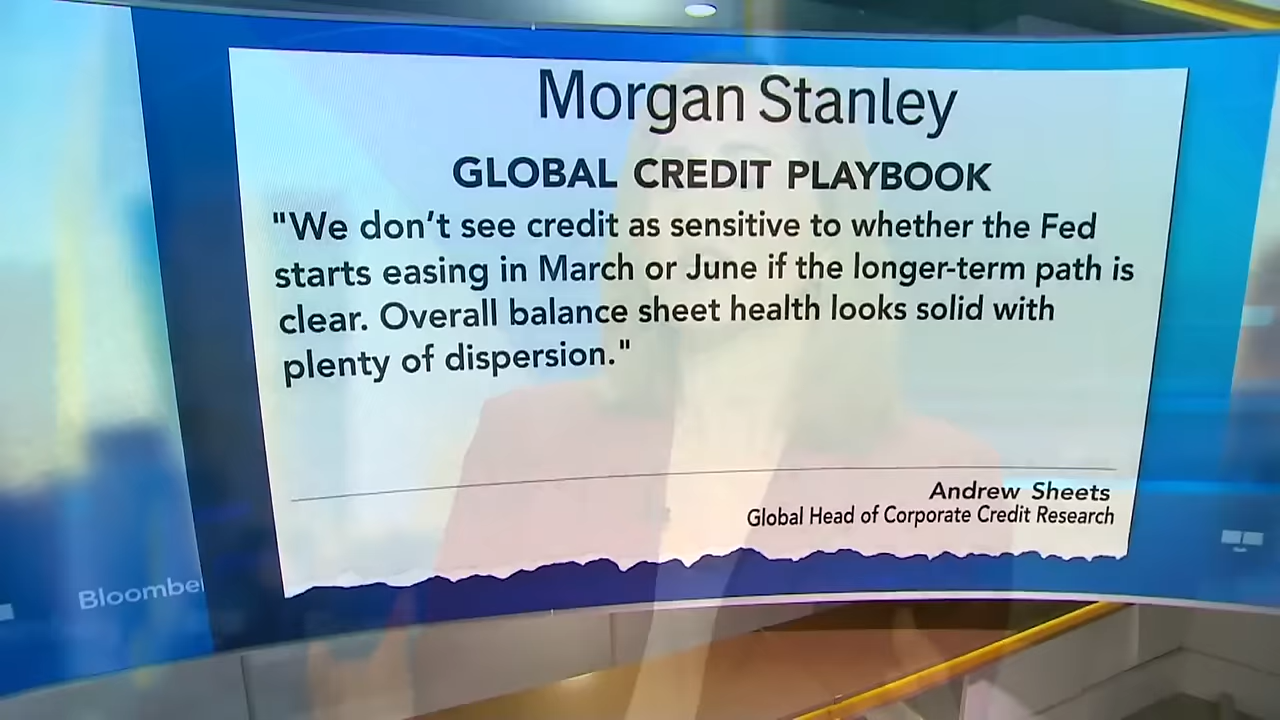 Morgan Stanley
GLOBAL CREDIT PLAYBOOK
"We don't see credit as sensitive to whether the Fed
starts easing in March or June if the longer-term path is
clear. Overall balance sheet health looks solid with
plenty of dispersion."
Andrew Sheets
Global Head of Corporate Credit Research
Bloomber